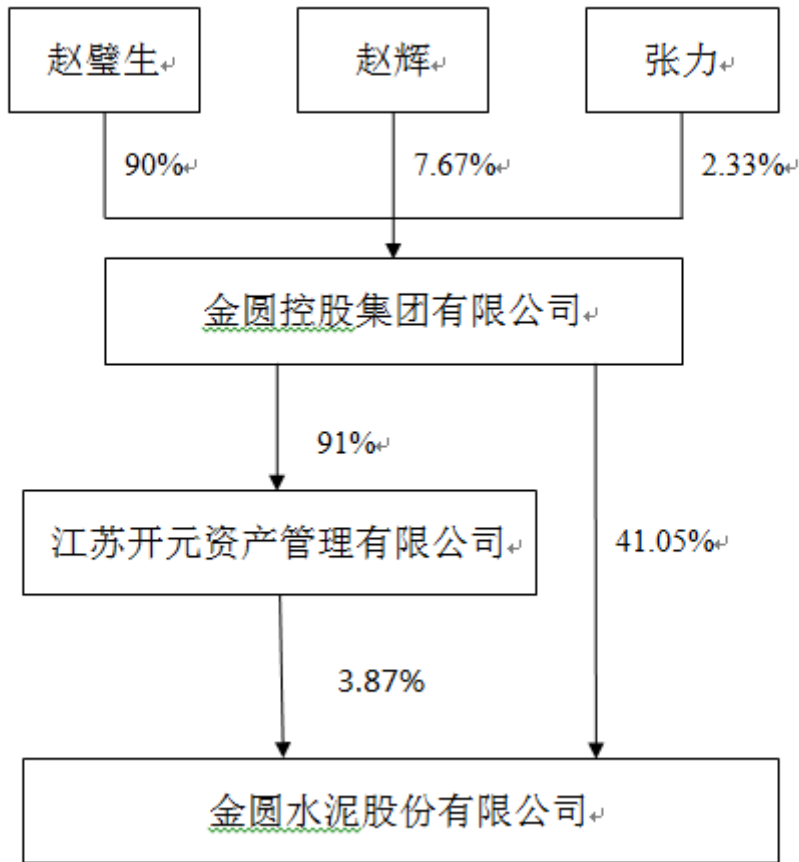 赵璧生
赵辉
张力
90%
7.67%
2.33%
金圆控股集团有限公司
91%
江苏开元资产管理有限公司
41.05%
3.87%
金圆水泥股份有限公司